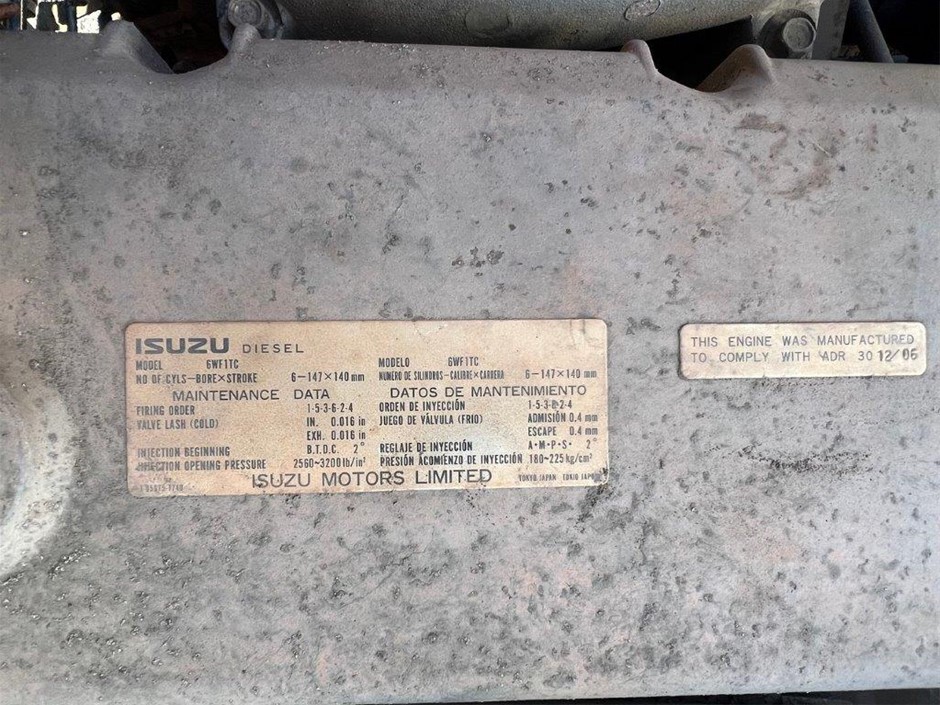 ISUZU DIESEL
MODEL 6WF1TC
NO OF CYLS-BORE×STROKE 6-147×140 mm
MAINTENANCE DATA
FIRING ORDER 1-5-3-6-2-4
VALVE LASH (COLD) IN. 0.016 in
EXH. 0.016 in
INJECTION BEGINNING B.T.D.C. 2°
INJECTION OPENING PRESSURE 2560~3200 lb/in²
MODELO 6WF1TC
NUMERO DE SILINDROS-CALIBRE×CARRERA 6-147×140 mm
DATOS DE MANTENIMIENTO
ORDEN DE INYECCIÓN 1-5-3-6-2-4
JUEGO DE VÁLVULA (FRIO) ADMISIÓN 0.4 mm
ESCAPE 0.4 mm
REGLAJE DE INYECCIÓN A·M·P·S· 2°
PRESIÓN ACOMIENZO DE INYECCIÓN 180~225 kg/cm²
ISUZU MOTORS LIMITED TOKYO JAPAN TOKIO JAPON
THIS ENGINE WAS MANUFACTURED
TO COMPLY WITH ADR 30 12/05